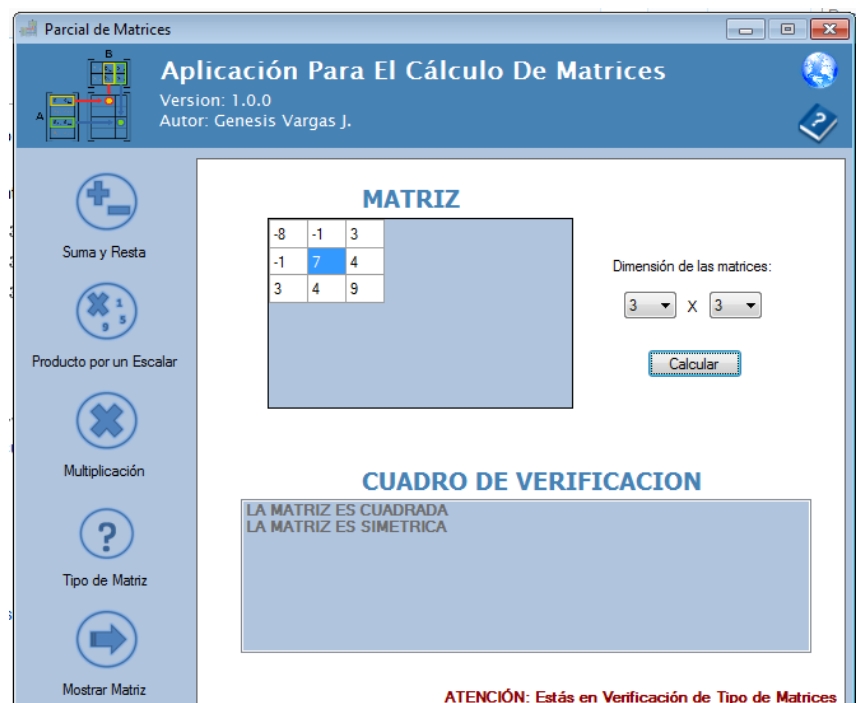 Parcial de Matrices
B
A
Aplicación Para El Cálculo De Matrices
Version: 1.0.0
Autor: Genesis Vargas J.
Suma y Resta
Producto por un Escalar
Multiplicación
Tipo de Matriz
Mostrar Matriz
MATRIZ
-8 -1 3
-1 7 4
3 4 9
Dimensión de las matrices:
3 X 3
Calcular
CUADRO DE VERIFICACION
LA MATRIZ ES CUADRADA
LA MATRIZ ES SIMETRICA
ATENCIÓN: Estás en Verificación de Tipo de Matrices